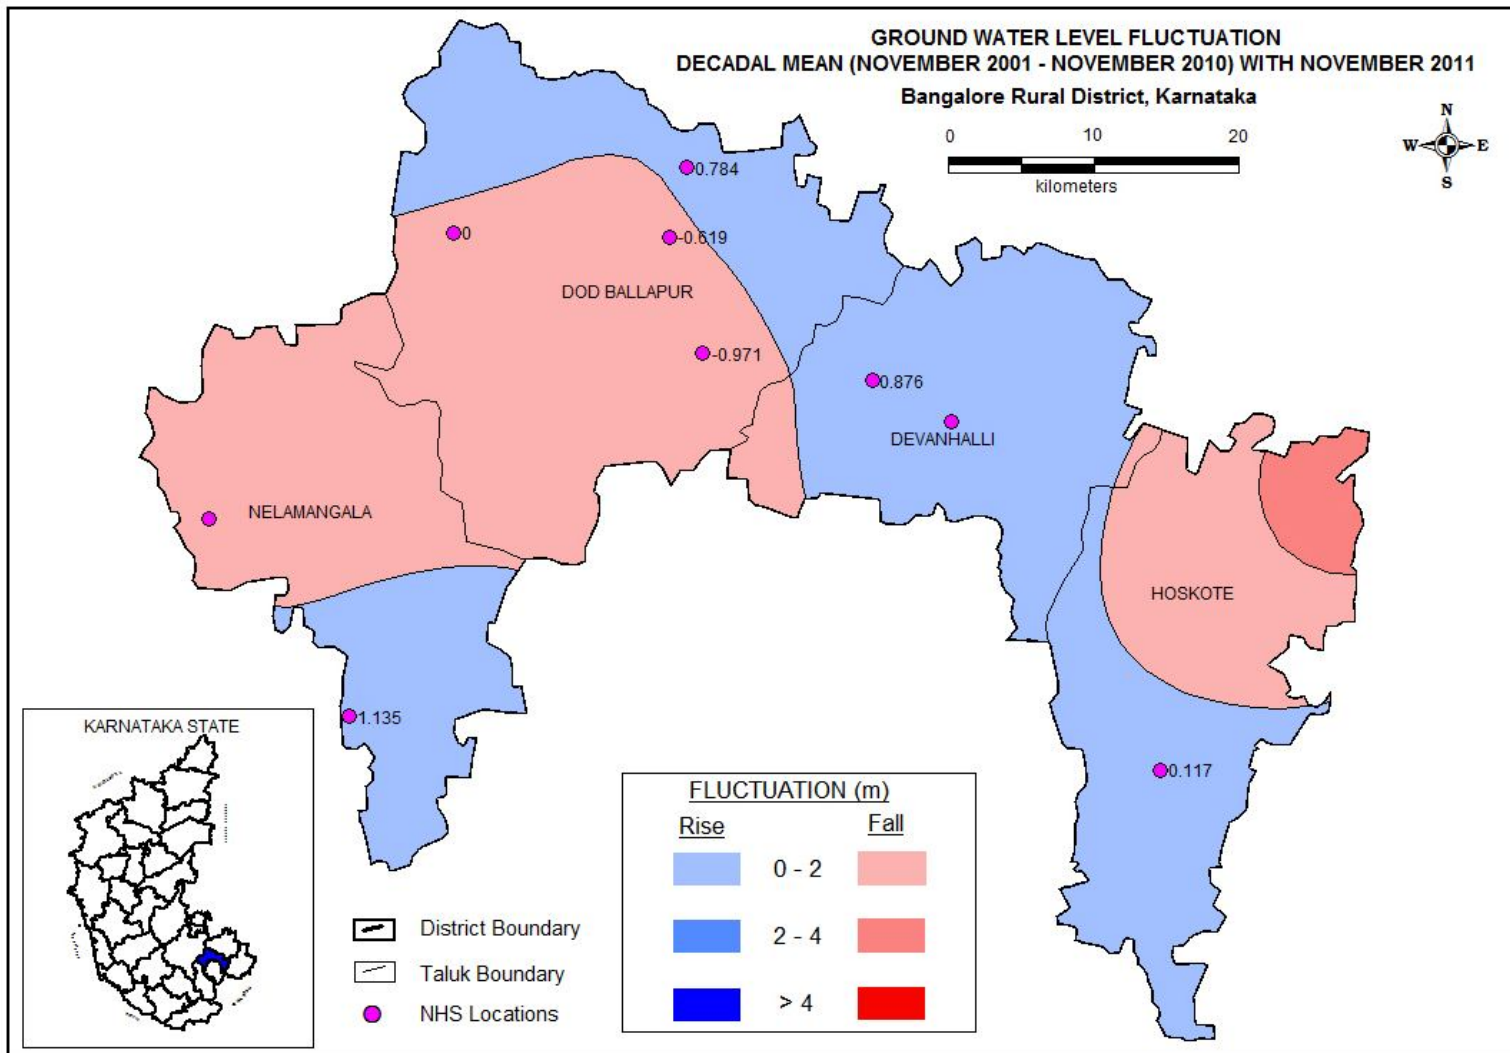 GROUND WATER LEVEL FLUCTUATION
DECADAL MEAN (NOVEMBER 2001 - NOVEMBER 2010) WITH NOVEMBER 2011
Bangalore Rural District, Karnataka
0 10 20
kilometers
N
W E
S
0.784
0
-0.619
DOD BALLAPUR
-0.971
0.876
DEVANHALLI
NELAMANGALA
HOSKOTE
1.135
0.117
KARNATAKA STATE
District Boundary
Taluk Boundary
NHS Locations
FLUCTUATION (m)
Rise Fall
0 - 2
2 - 4
> 4